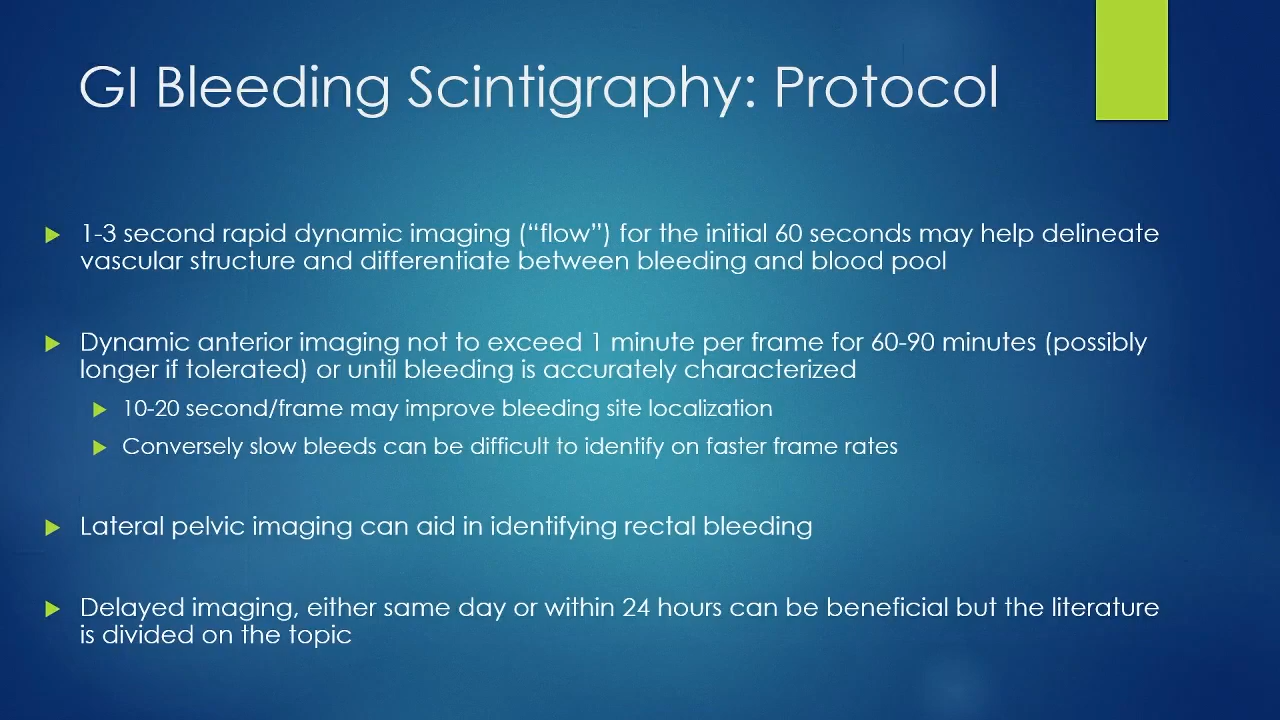 GI Bleeding Scintigraphy: Protocol
1-3 second rapid dynamic imaging (“flow”) for the initial 60 seconds may help delineate
vascular structure and differentiate between bleeding and blood pool
Dynamic anterior imaging not to exceed 1 minute per frame for 60-90 minutes (possibly
longer if tolerated) or until bleeding is accurately characterized
10-20 second/frame may improve bleeding site localization
Conversely slow bleeds can be difficult to identify on faster frame rates
Lateral pelvic imaging can aid in identifying rectal bleeding
Delayed imaging, either same day or within 24 hours can be beneficial but the literature
is divided on the topic